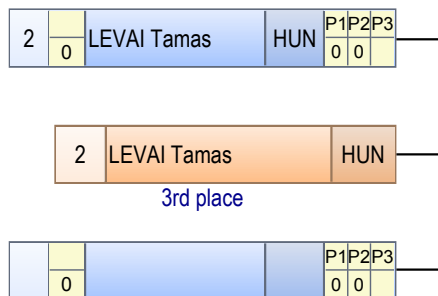 2 0 LEVAI Tamas HUN P1 P2 P3
0 0
2 LEVAI Tamas HUN
3rd place
P1 P2 P3
0 0 0